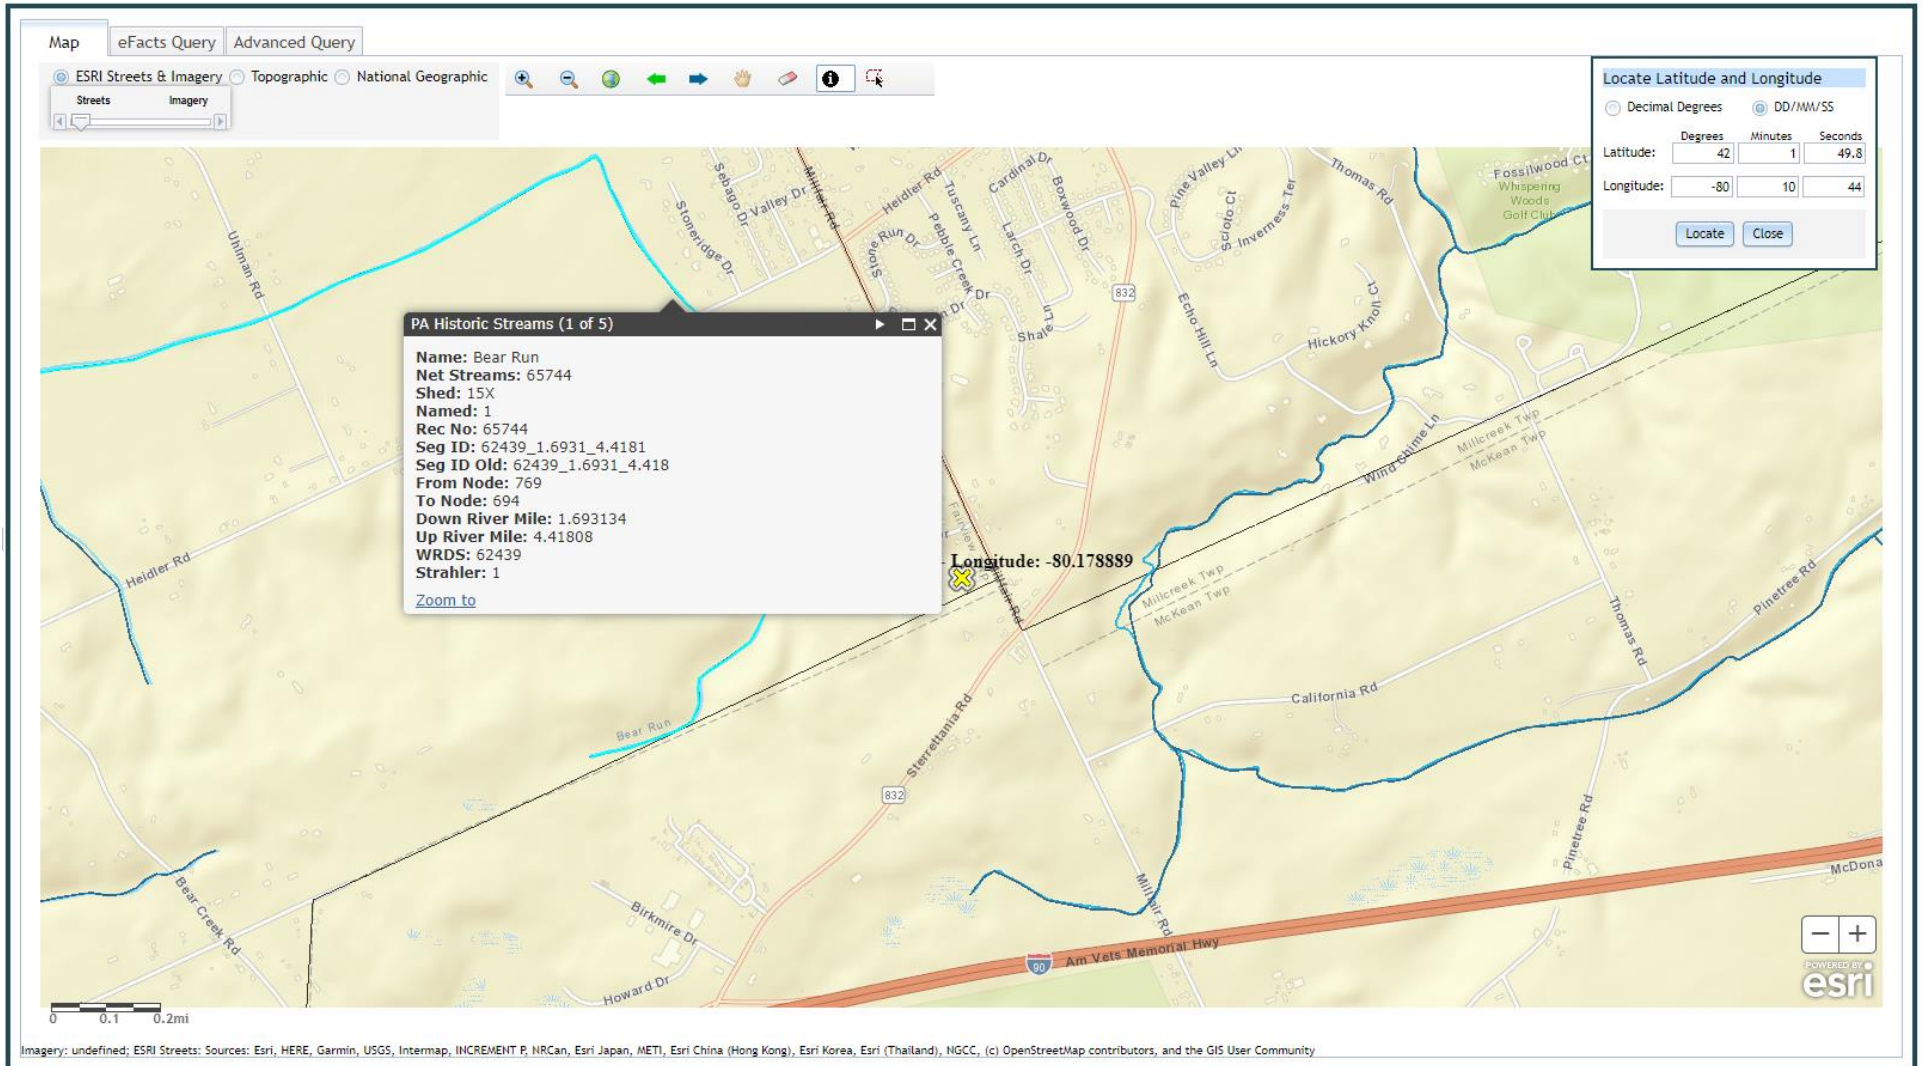 Map
eFacts Query
Advanced Query
ESRI Streets & Imagery
Topographic
National Geographic
Streets
Imagery
Locate Latitude and Longitude
Decimal Degrees
DD/MM/SS
Degrees Minutes Seconds
Latitude: 42 1 49.8
Longitude: -80 10 44
Locate
Close
Uhlman Rd
Sebago Dr
Valley Dr
Stoneridge Dr
Millfair Rd
Heidler Rd
Tuscany Ln
Cardinal Dr
Boxwood Dr
Stone Run Dr
Pebble Creek Dr
Larch Dr
Pine Valley Ln
Scioto Ct
Inverness Ter
Thomas Rd
Fossilwood Ct
Whispering
Woods
Golf Club
832
Echo Hill Ln
Hickory Knoll Ct
Wind Chime Ln
Millcreek Twp
McKean Twp
PA Historic Streams (1 of 5)
Name: Bear Run
Net Streams: 65744
Shed: 15X
Named: 1
Rec No: 65744
Seg ID: 62439_1.6931_4.4181
Seg ID Old: 62439_1.6931_4.418
From Node: 769
To Node: 694
Down River Mile: 1.693134
Up River Mile: 4.41808
WRDS: 62439
Strahler: 1
Zoom to
Longitude: -80.178889
Millfair Rd
Heidler Rd
Millcreek Twp
McKean Twp
Pinetree Rd
Thomas Rd
California Rd
Bear Run
Sterrettania Rd
832
Pinetree Rd
Bear Creek Rd
Birkmire Dr
Howard Dr
Millfair Rd
90
Am Vets Memorial Hwy
McDona
POWERED BY
esri
0 0.1 0.2mi
Imagery: undefined; ESRI Streets: Sources: Esri, HERE, Garmin, USGS, Intermap, INCREMENT P, NRCan, Esri Japan, METI, Esri China (Hong Kong), Esri Korea, Esri (Thailand), NGCC, (c) OpenStreetMap contributors, and the GIS User Community